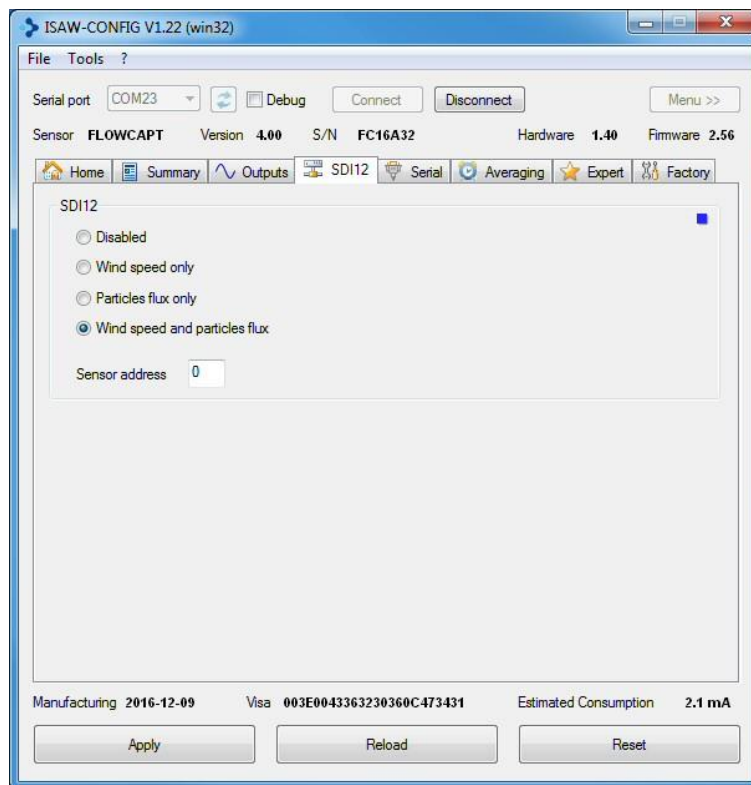 ISAW-CONFIG V1.22 (win32)
File Tools ?
Serial port COM23 Debug Connect Disconnect Menu >>
Sensor FLOWCAPT Version 4.00 S/N FC16A32 Hardware 1.40 Firmware 2.56
Home Summary Outputs SDI12 Serial Averaging Expert Factory
SDI12
Disabled
Wind speed only
Particles flux only
Wind speed and particles flux
Sensor address 0
Manufacturing 2016-12-09 Visa 003E0043363230360C473431 Estimated Consumption 2.1 mA
Apply Reload Reset